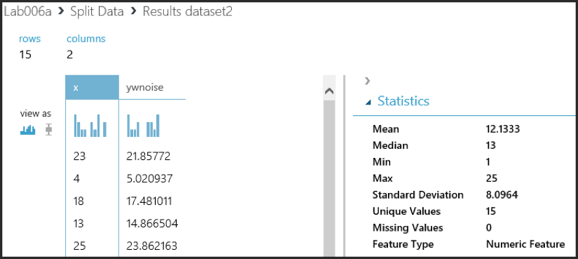 Lab006a > Split Data > Results dataset2
rows columns
15 2
x ywnoise
view as
23 21.85772
4 5.020937
18 17.481011
13 14.866504
25 23.862163
Statistics
Mean 12.1333
Median 13
Min 1
Max 25
Standard Deviation 8.0964
Unique Values 15
Missing Values 0
Feature Type Numeric Feature